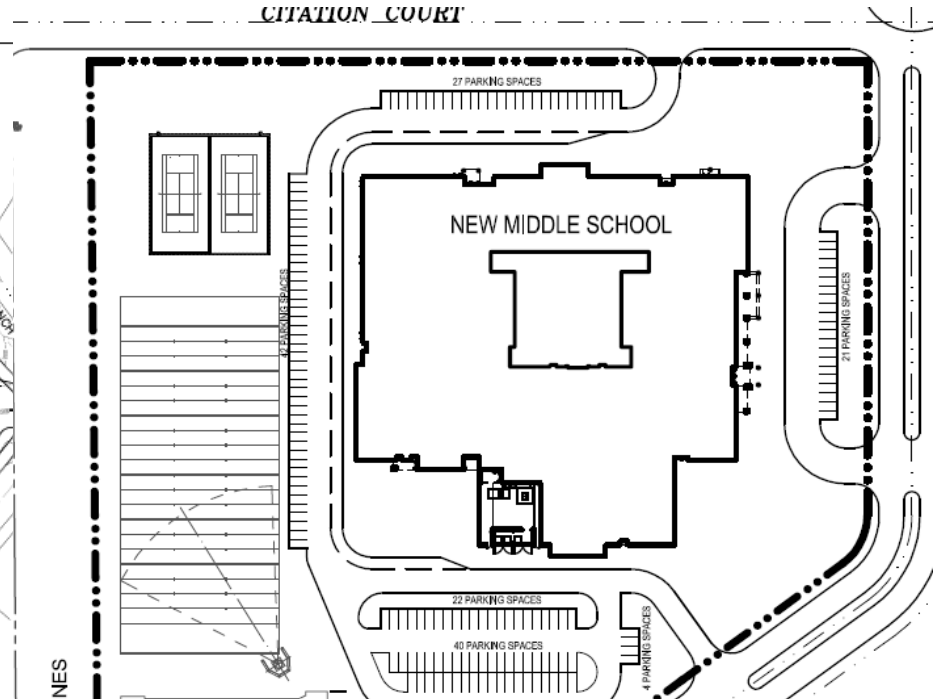 CITATION COURT
27 PARKING SPACES
NEW MIDDLE SCHOOL
42 PARKING SPACES
21 PARKING SPACES
22 PARKING SPACES
40 PARKING SPACES
4 PARKING SPACES